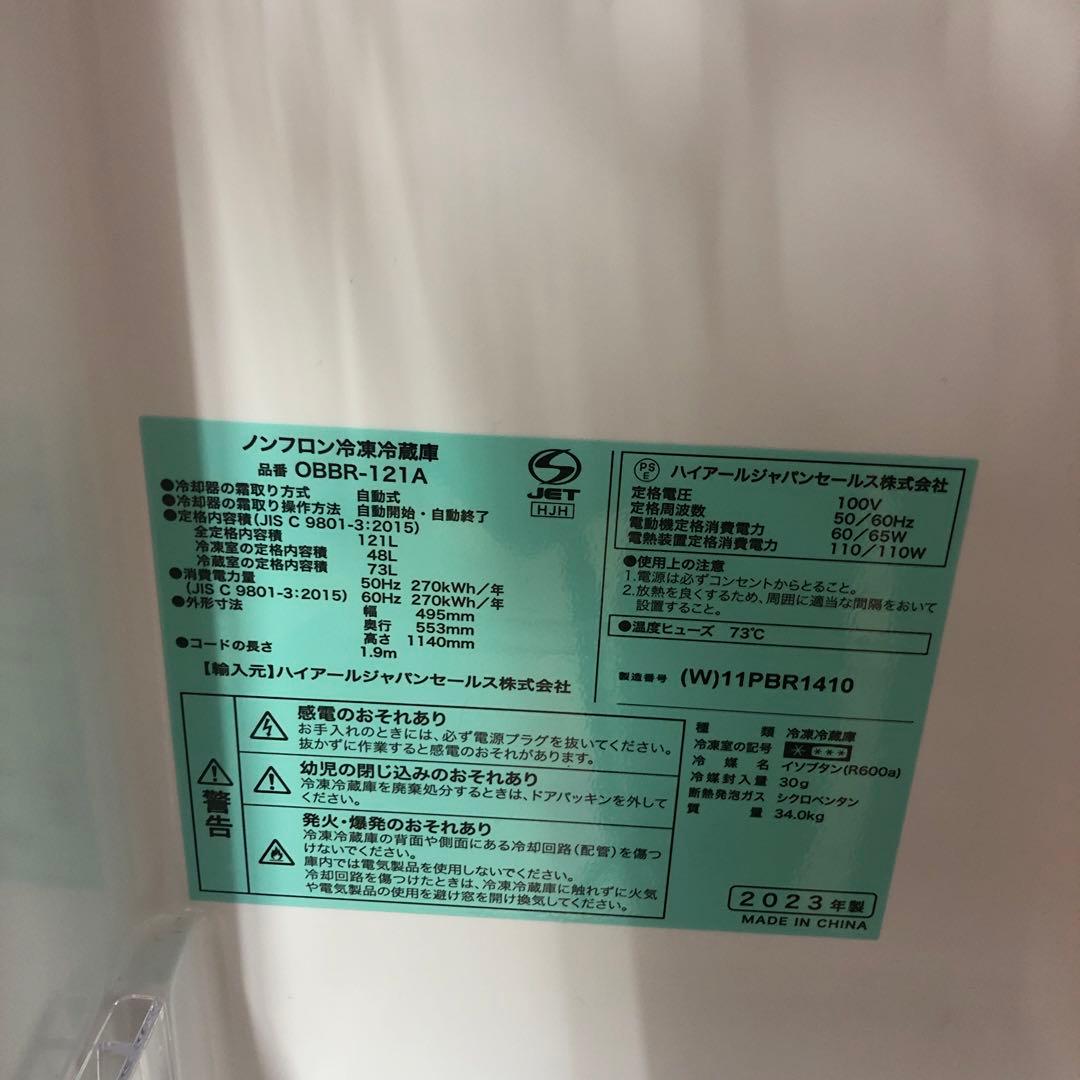 ノンフロン冷凍冷蔵庫
品番 OBBR-121A
●冷却器の霜取り方式 自動式
●冷却器の霜取り操作方法 自動開始・自動終了
●定格内容積(JIS C 9801-3:2015)
全定格内容積 121L
冷凍室の定格内容積 48L
冷蔵室の定格内容積 73L
●消費電力量 50Hz 270kWh/年
(JIS C 9801-3:2015) 60Hz 270kWh/年
●外形寸法 幅 495mm
奥行 553mm
高さ 1140mm
●コードの長さ 1.9m
【輸入元】ハイアールジャパンセールス株式会社
JET
HJH
PSE ハイアールジャパンセールス株式会社
定格電圧 100V
定格周波数 50/60Hz
電動機定格消費電力 60/65W
電熱装置定格消費電力 110/110W
●使用上の注意
1.電源は必ずコンセントからとること。
2.放熱を良くするため、周囲に適当な間隔をおいて
設置すること。
●温度ヒューズ 73℃
製造番号 (W)11PBR1410
警告
感電のおそれあり
お手入れのときには、必ず電源プラグを抜いてください。
抜かずに作業すると感電のおそれがあります。
幼児の閉じ込めのおそれあり
冷凍冷蔵庫を廃棄処分するときは、ドアパッキンを外して
ください。
発火・爆発のおそれあり
冷凍冷蔵庫の背面や側面にある冷却回路(配管)を傷つ
けないでください。
庫内では電気製品を使用しないでください。
冷却回路を傷つけたときは、冷凍冷蔵庫に触れずに火気
や電気製品の使用を避け窓を開け換気してください。
種類 冷凍冷蔵庫
冷凍室の記号 ****
冷媒名 イソブタン(R600a)
冷媒封入量 30g
断熱発泡ガス シクロペンタン
質量 34.0kg
2023年製
MADE IN CHINA